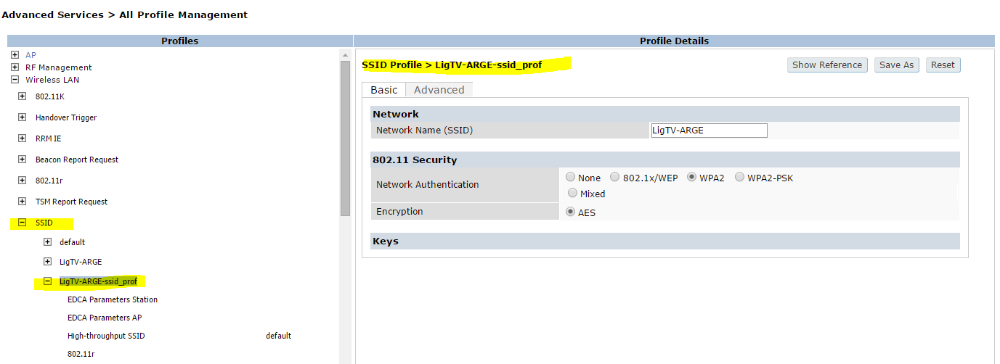 Advanced Services > All Profile Management
Profiles
Profile Details
AP
RF Management
Wireless LAN
802.11K
Handover Trigger
RRM IE
Beacon Report Request
802.11r
TSM Report Request
SSID
default
LigTV-ARGE
LigTV-ARGE-ssid_prof
EDCA Parameters Station
EDCA Parameters AP
High-throughput SSID default
802.11r
SSID Profile > LigTV-ARGE-ssid_prof
Show Reference Save As Reset
Basic Advanced
Network
Network Name (SSID) LigTV-ARGE
802.11 Security
Network Authentication None 802.1x/WEP WPA2 WPA2-PSK
Mixed
Encryption AES
Keys